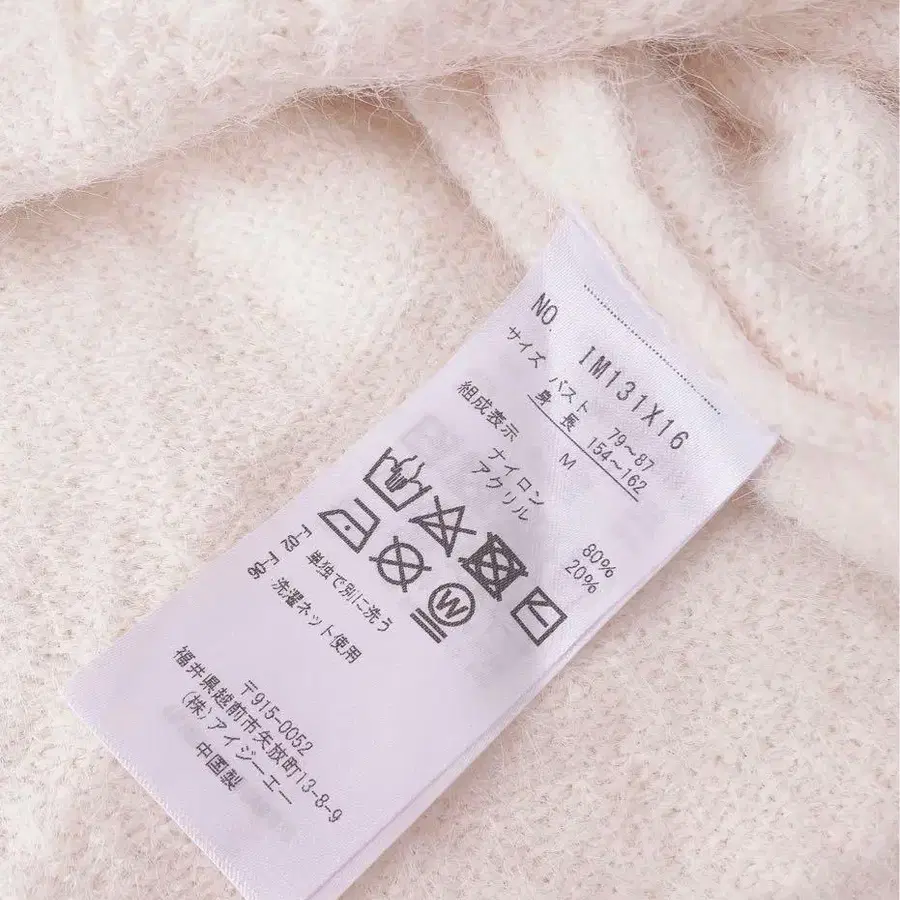 NO. IM131X16
サイズ バスト 79～87
身長 154～162
M
組成表示 ナイロン 80%
アクリル 20%
W
F-02 単独で別に洗う
F-06 洗濯ネット使用
〒915-0052
福井県越前市矢放町13-8-9
(株)アイジーエー
中国製